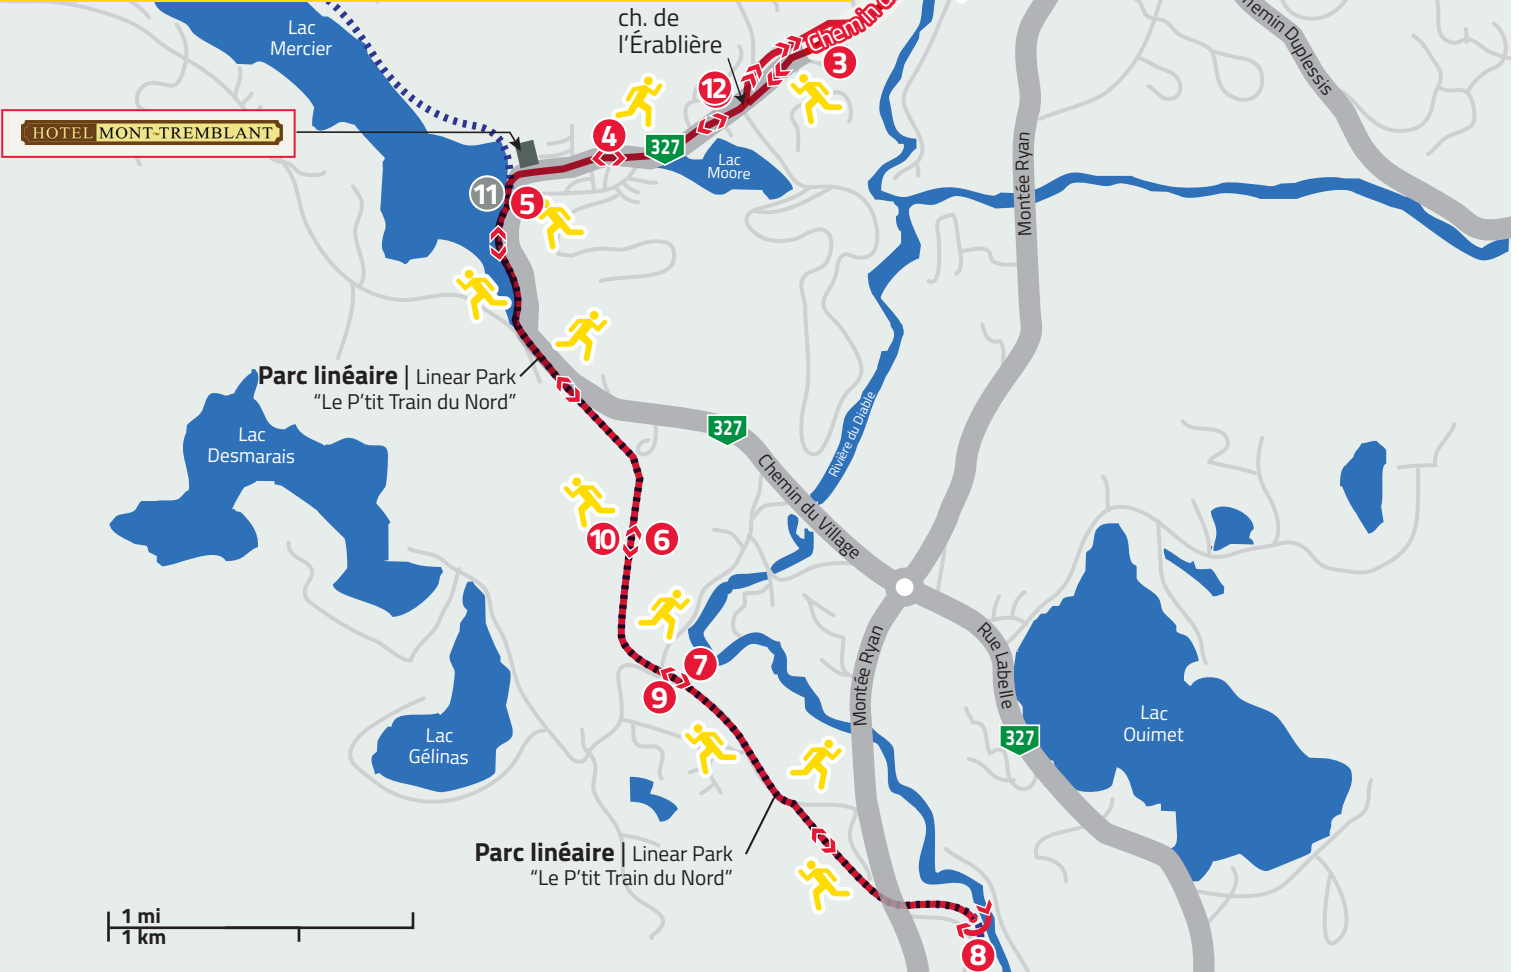 Lac
Mercier
ch. de
l'Érablière
Chemin
3
12
Chemin Duplessis
HOTEL MONT-TREMBLANT
4
327
Lac
Moore
Montée Ryan
11
5
Parc linéaire | Linear Park
“Le P'tit Train du Nord”
Lac
Desmarais
327
Rivière du Diable
Chemin du Village
10
6
7
9
Montée Ryan
Rue Labelle
327
Lac
Ouimet
Lac
Gélinas
Parc linéaire | Linear Park
“Le P'tit Train du Nord”
1 mi
1 km
8